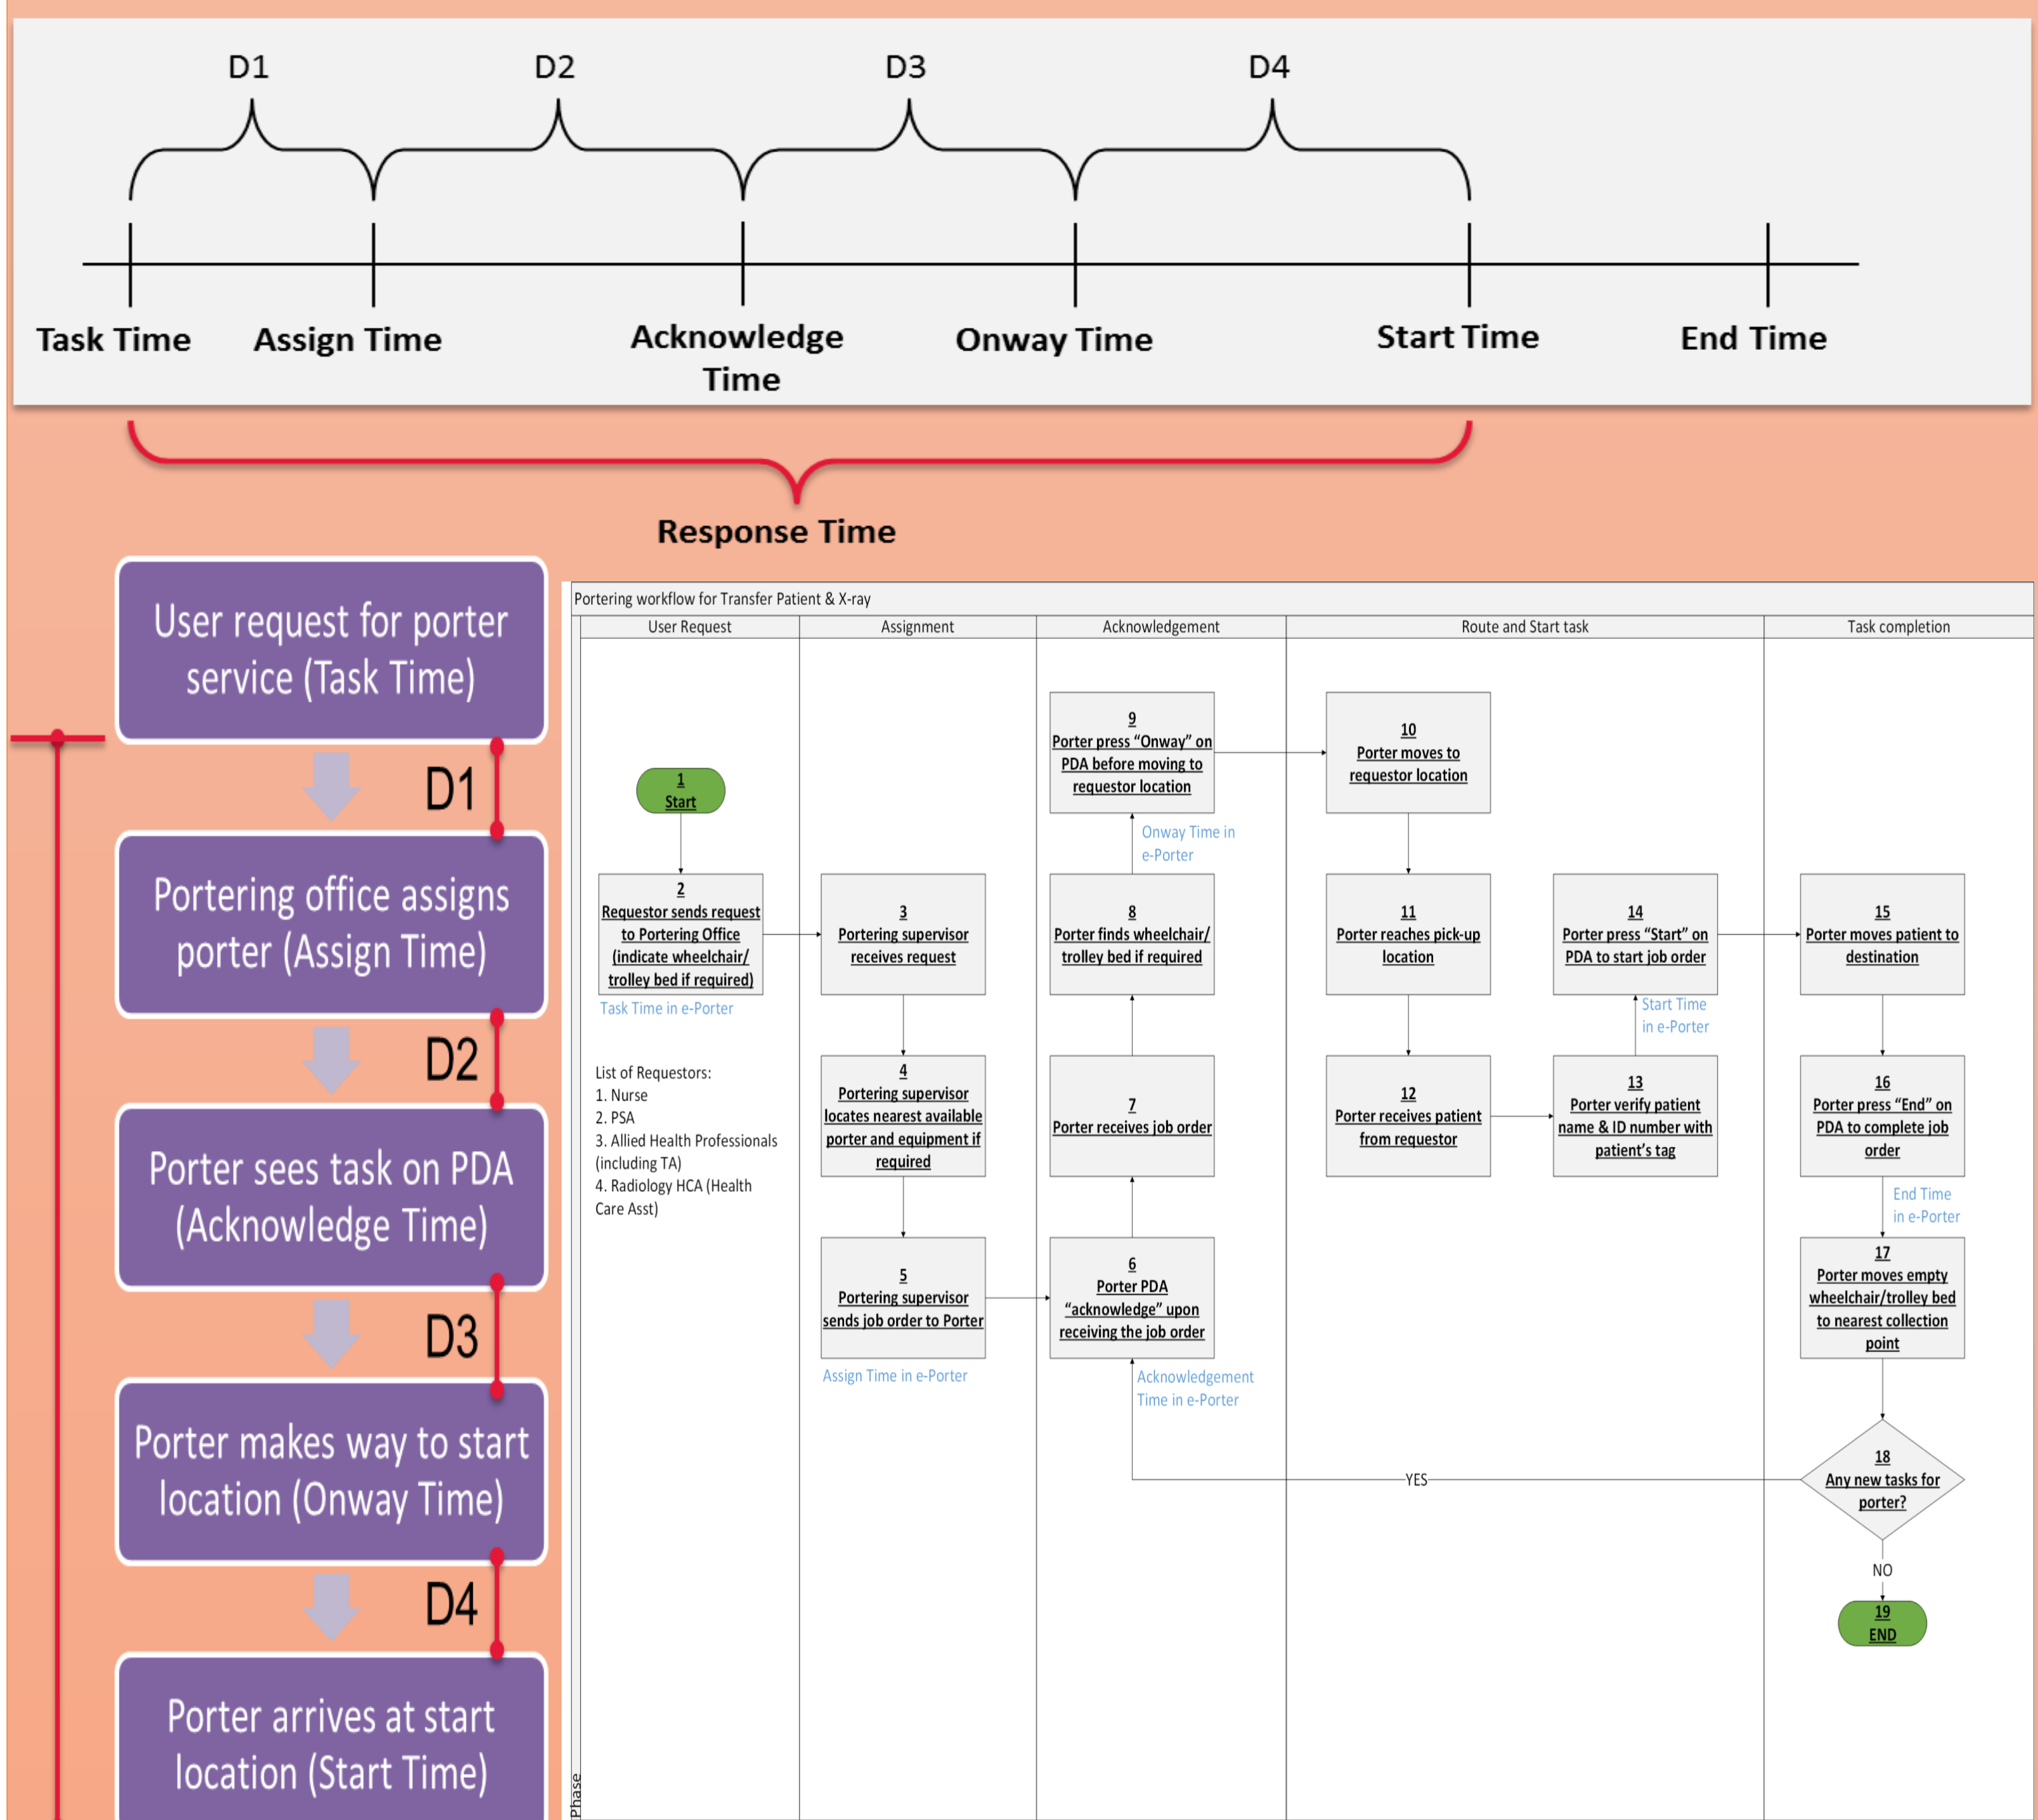 D1
D2
D3
D4
Task Time
Assign Time
Acknowledge
Time
Onway Time
Start Time
End Time
Response Time
User request for porter
service (Task Time)
D1
Portering office assigns
porter (Assign Time)
D2
Porter sees task on PDA
(Acknowledge Time)
D3
Porter makes way to start
location (Onway Time)
D4
Porter arrives at start
location (Start Time)
Portering workflow for Transfer Patient & X-ray
User Request
Assignment
Acknowledgement
Route and Start task
Task completion
1
Start
2
Requestor sends request
to Portering Office
(indicate wheelchair/
trolley bed if required)
Task Time in e-Porter
List of Requestors:
1. Nurse
2. PSA
3. Allied Health Professionals
(including TA)
4. Radiology HCA (Health
Care Asst)
3
Portering supervisor
receives request
4
Portering supervisor
locates nearest available
porter and equipment if
required
5
Portering supervisor
sends job order to Porter
Assign Time in e-Porter
9
Porter press “Onway” on
PDA before moving to
requestor location
Onway Time in
e-Porter
8
Porter finds wheelchair/
trolley bed if required
7
Porter receives job order
6
Porter PDA
“acknowledge” upon
receiving the job order
Acknowledgement
Time in e-Porter
10
Porter moves to
requestor location
11
Porter reaches pick-up
location
12
Porter receives patient
from requestor
14
Porter press “Start” on
PDA to start job order
Start Time
in e-Porter
13
Porter verify patient
name & ID number with
patient’s tag
15
Porter moves patient to
destination
16
Porter press “End” on
PDA to complete job
order
End Time
in e-Porter
17
Porter moves empty
wheelchair/trolley bed
to nearest collection
point
18
Any new tasks for
porter?
YES
NO
19
END
Phase